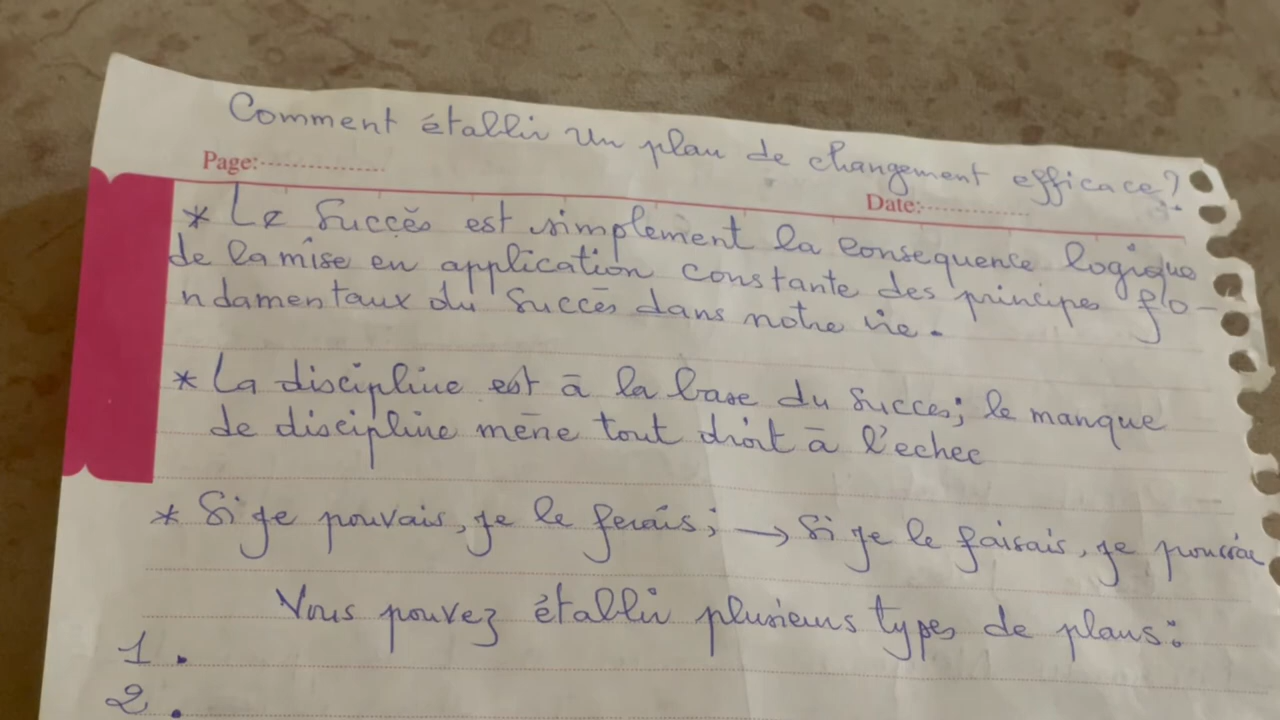 Comment établir un plan de changement efficace?
Page:
Date:
* Le Succès est simplement la consequence logique
de la mise en application constante des principes fo-
ndamentaux du Succès dans notre vie.
* La discipline est à la base du Succes; le manque
de discipline mène tout droit à l'echec
* Si je pouvais, je le ferais; → Si je le faisais, je
Vous pouvez établir plusieurs types de plans:
1.
2.